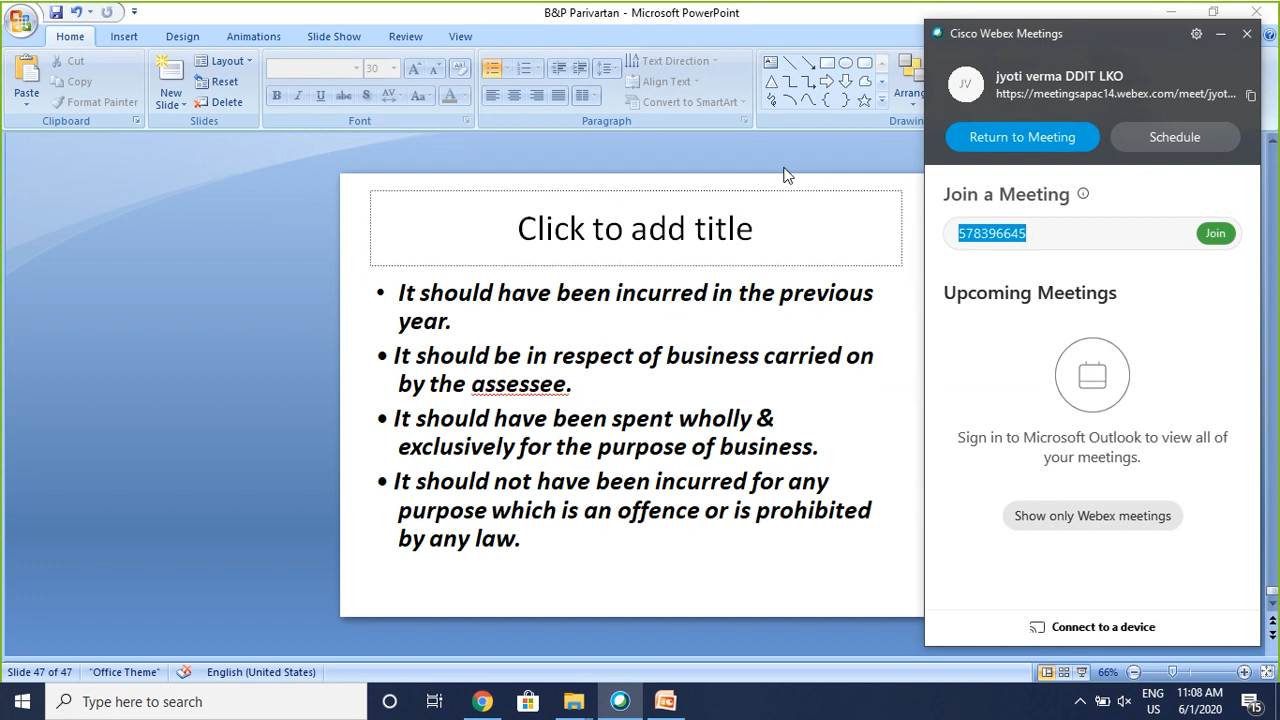 B&P Parivartan - Microsoft PowerPoint
Home Insert Design Animations Slide Show Review View
Paste
Cut
Copy
Format Painter
Clipboard
New Slide
Layout
Reset
Delete
Slides
30
B I U abc S AV Aa A
Font
Text Direction
Align Text
Convert to SmartArt
Paragraph
Arrang
Drawin
Click to add title
• It should have been incurred in the previous
year.
• It should be in respect of business carried on
by the assessee.
• It should have been spent wholly &
exclusively for the purpose of business.
• It should not have been incurred for any
purpose which is an offence or is prohibited
by any law.
Cisco Webex Meetings
JV
jyoti verma DDIT LKO
https://meetingsapac14.webex.com/meet/jyot...
Return to Meeting Schedule
Join a Meeting
578396645 Join
Upcoming Meetings
Sign in to Microsoft Outlook to view all of
your meetings.
Show only Webex meetings
Connect to a device
Slide 47 of 47 "Office Theme" English (United States) 66%
Type here to search
ENG
US
11:08 AM
6/1/2020
15